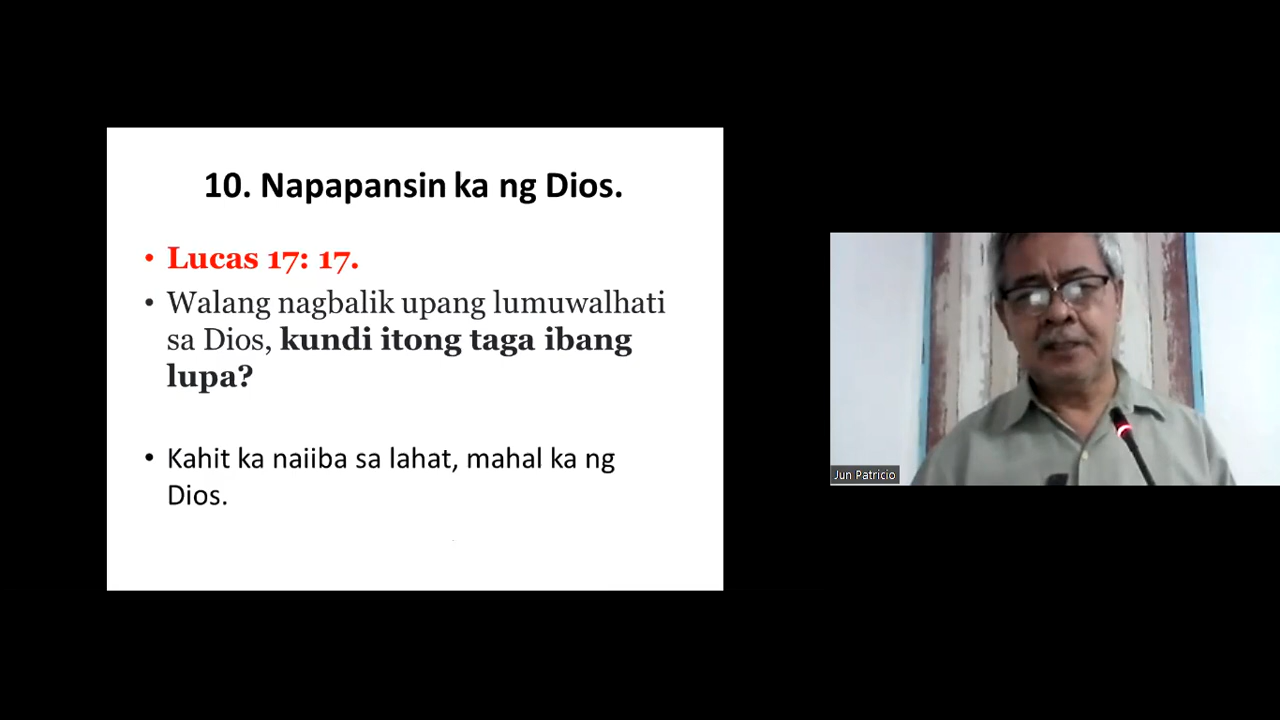 10. Napapansin ka ng Dios.
• Lucas 17: 17.
• Walang nagbalik upang lumuwalhati
sa Dios, kundi itong taga ibang
lupa?
• Kahit ka naiiba sa lahat, mahal ka ng
Dios.
Jun Patricio